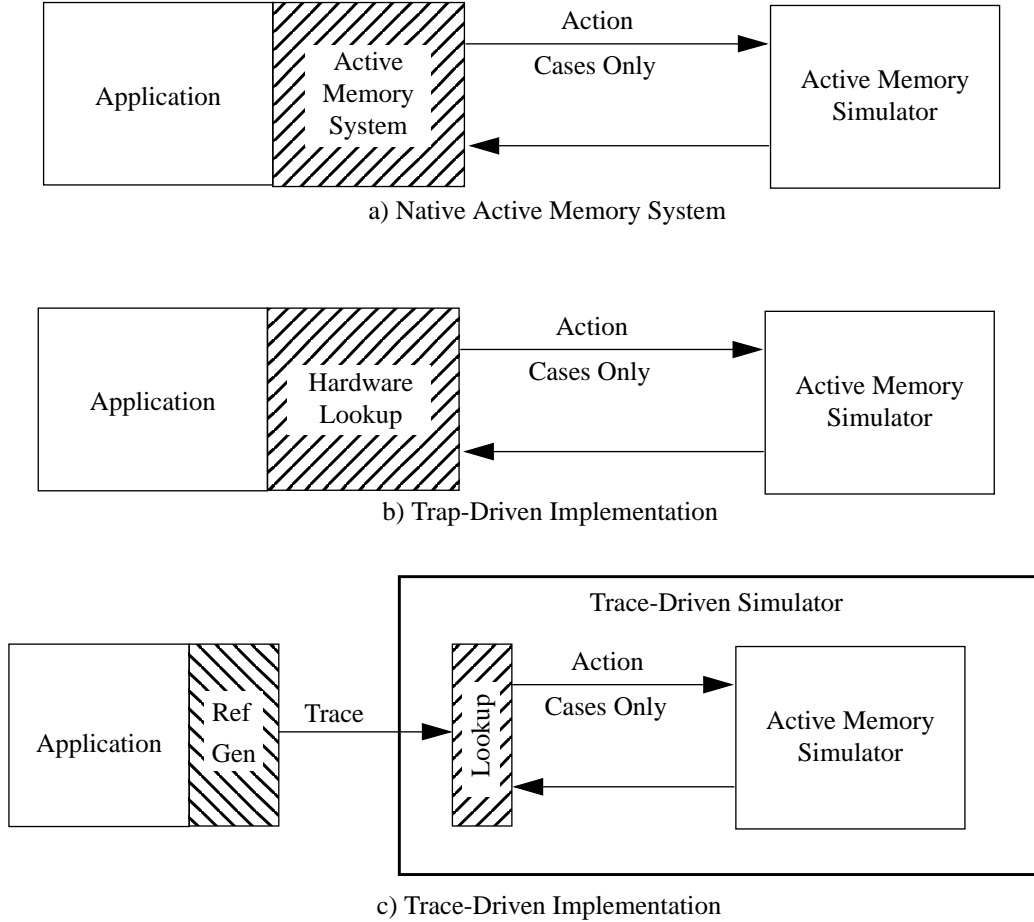 Application
Active
Memory
System
Action
Cases Only
Active Memory
Simulator
a) Native Active Memory System
Application
Hardware
Lookup
Action
Cases Only
Active Memory
Simulator
b) Trap-Driven Implementation
Trace-Driven Simulator
Application
Ref
Gen
Trace
Lookup
Action
Cases Only
Active Memory
Simulator
c) Trace-Driven Implementation